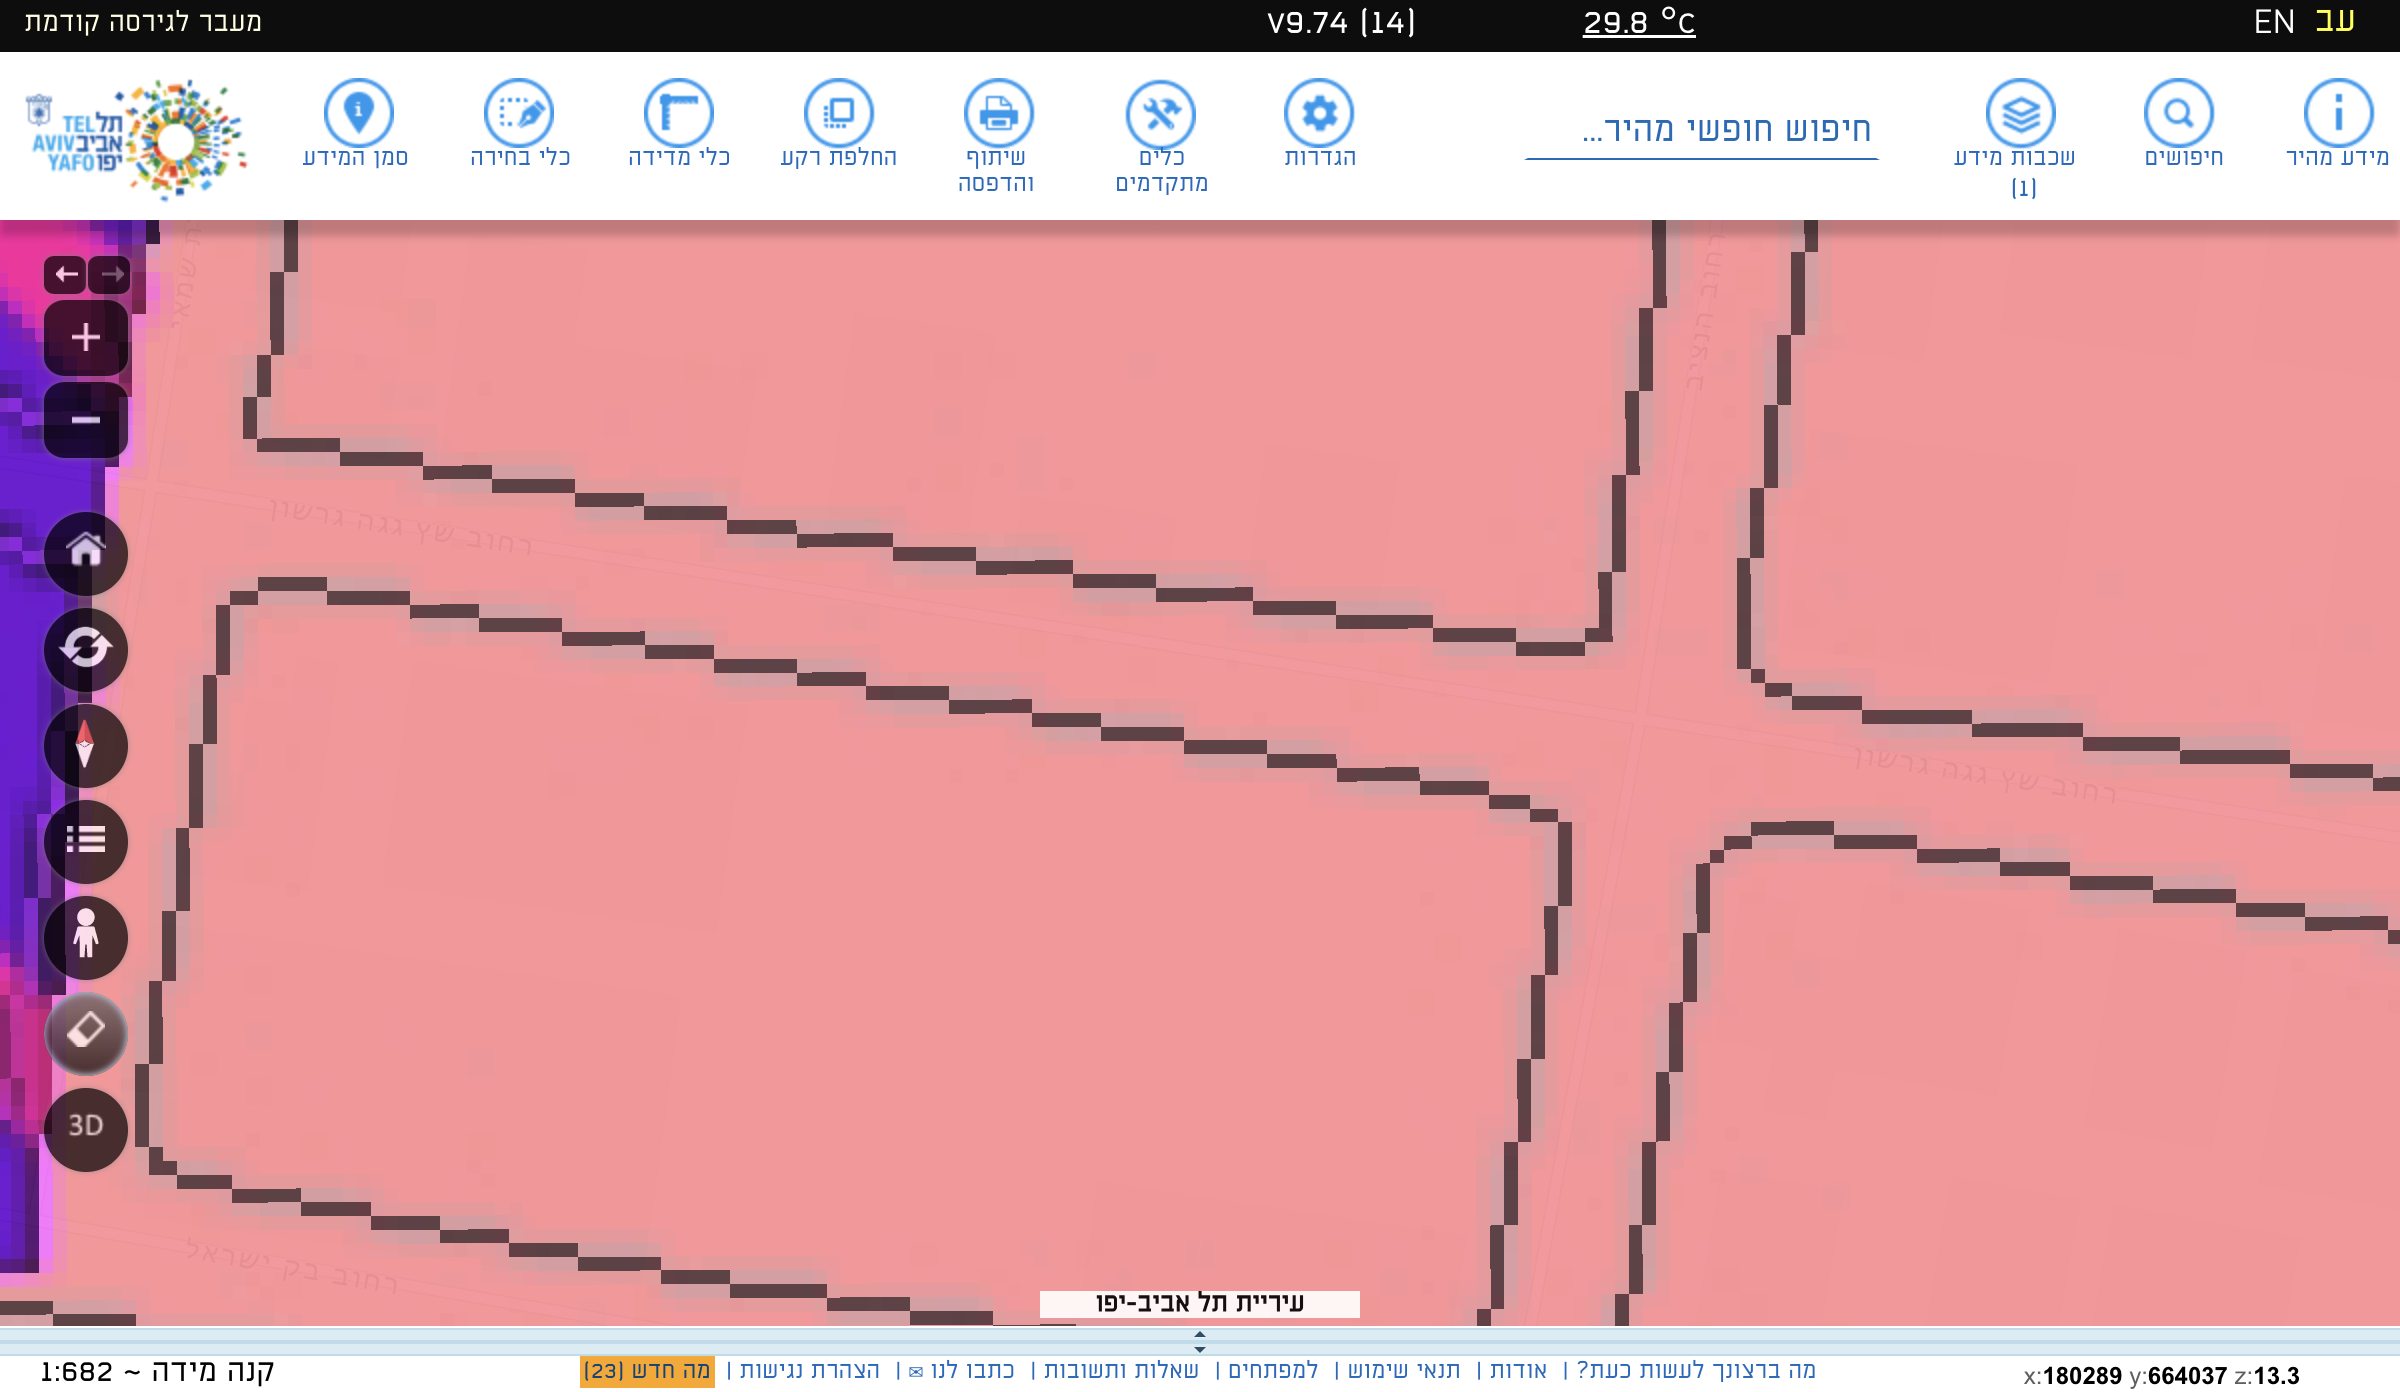 עב EN
29.8 °C
V9.74 (14)
מעבר לגירסה קודמת
מידע מהיר
חיפושים
שכבות מידע
(1)
חיפוש חופשי מהיר...
הגדרות
כלים
מתקדמים
שיתוף
והדפסה
החלפת רקע
כלי מדידה
כלי בחירה
סמן המידע
תל אביב יפו
TEL AVIV YAFO
שמאי
רחוב הנציב
רחוב שץ גגה גרשון
רחוב שץ גגה גרשון
רחוב בק ישראל
3D
עיריית תל אביב-יפו
מה ברצונך לעשות כעת? | אודות | תנאי שימוש | למפתחים | שאלות ותשובות | כתבו לנו ✉ | הצהרת נגישות | מה חדש (23)
קנה מידה ~ 1:682
x:180289 y:664037 z:13.3